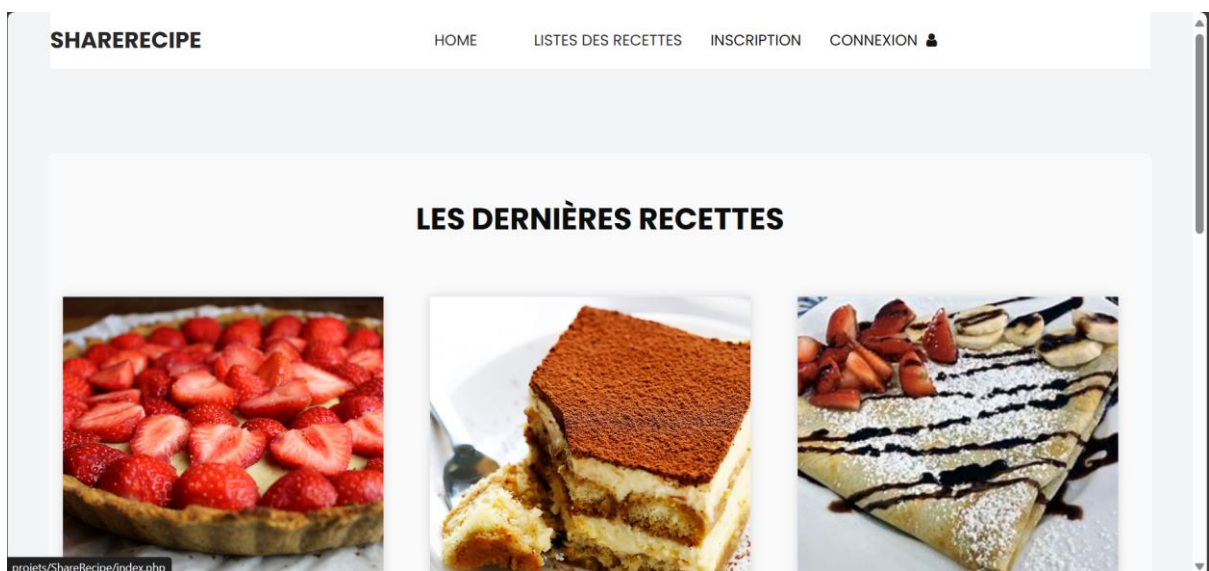 SHARERECIPE HOME LISTES DES RECETTES INSCRIPTION CONNEXION
LES DERNIÈRES RECETTES
projets/ShareRecipe/index.php